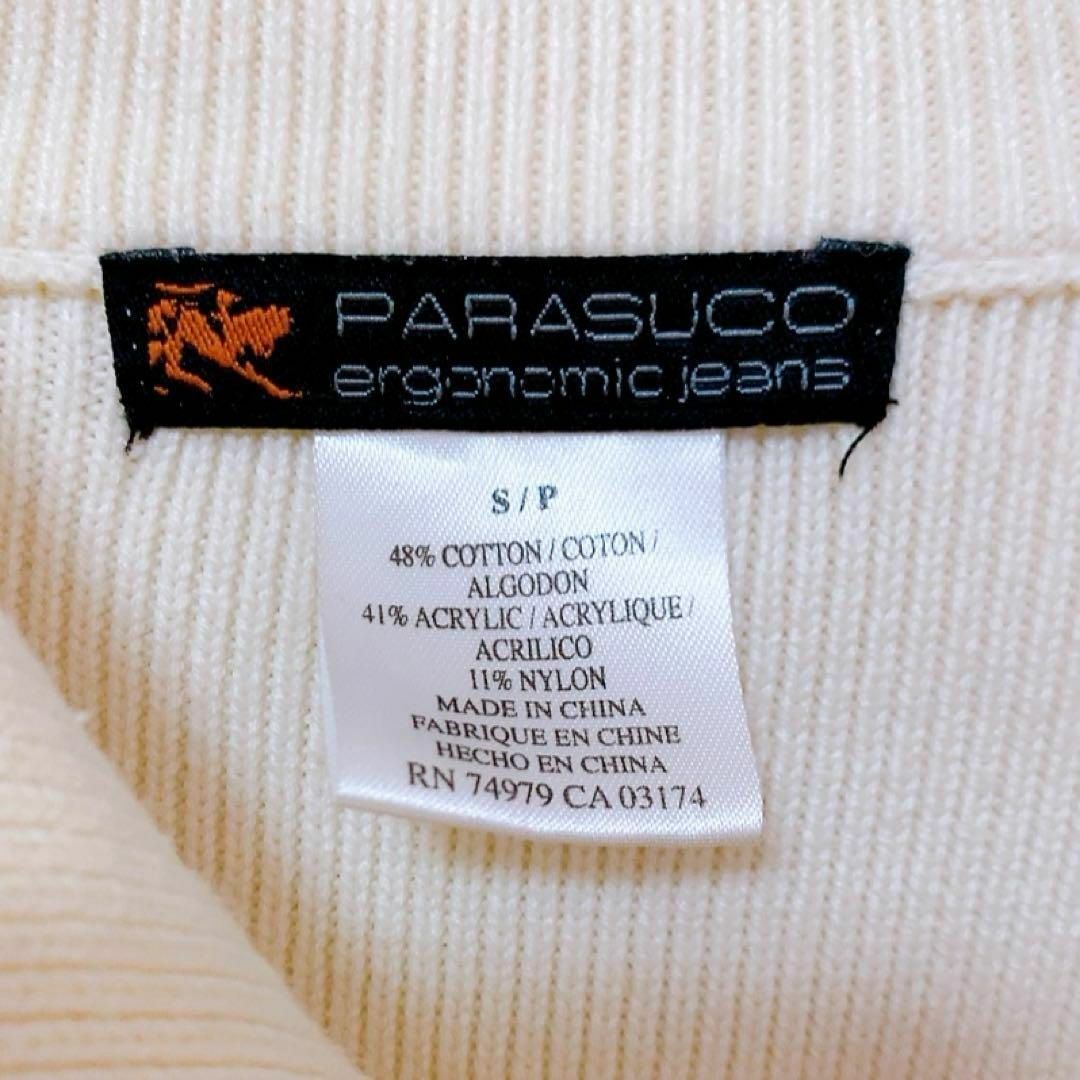 PARASUCO
ergonomic jeans
S / P
48% COTTON / COTON /
ALGODON
41% ACRYLIC / ACRYLIQUE /
ACRILICO
11% NYLON
MADE IN CHINA
FABRIQUE EN CHINE
HECHO EN CHINA
RN 74979 CA 03174